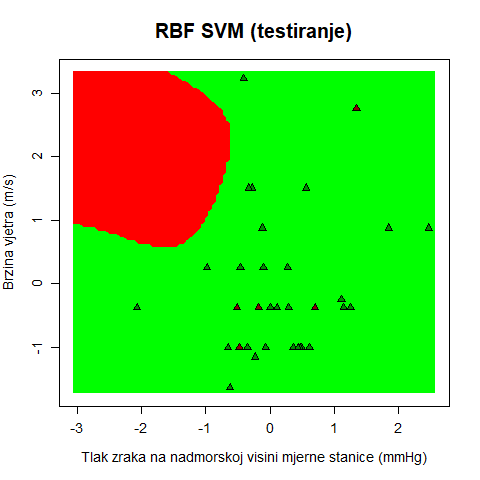 RBF SVM (testiranje)
Brzina vjetra (m/s)
3
2
1
0
-1
-3 -2 -1 0 1 2
Tlak zraka na nadmorskoj visini mjerne stanice (mmHg)